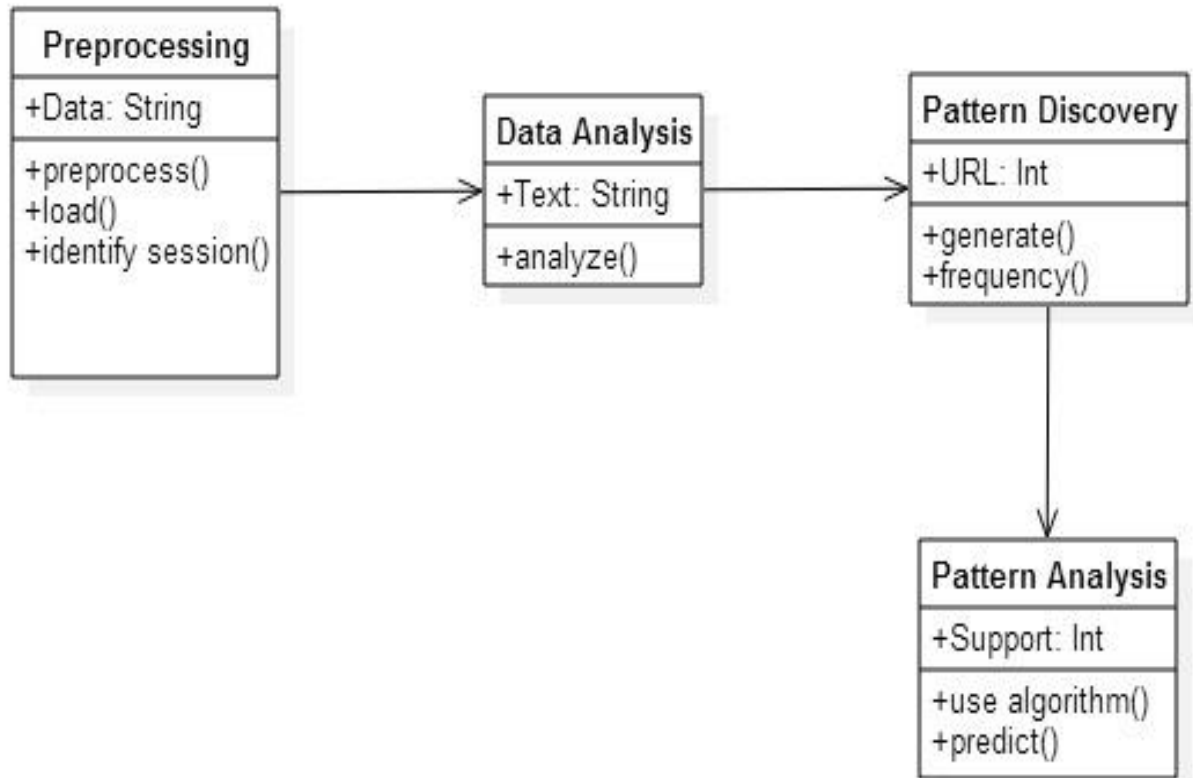 Preprocessing
+Data: String
+preprocess()
+load()
+identify session()
Data Analysis
+Text: String
+analyze()
Pattern Discovery
+URL: Int
+generate()
+frequency()
Pattern Analysis
+Support: Int
+use algorithm()
+predict()